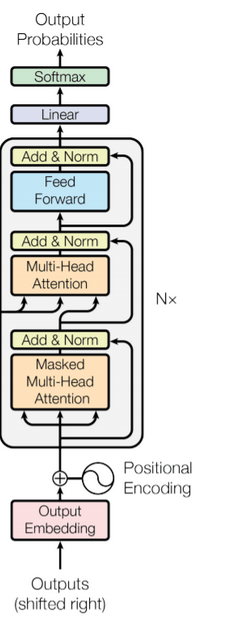 Output
Probabilities
Softmax
Linear
Add & Norm
Feed
Forward
Add & Norm
Multi-Head
Attention
N×
Add & Norm
Masked
Multi-Head
Attention
Positional
Encoding
Output
Embedding
Outputs
(shifted right)